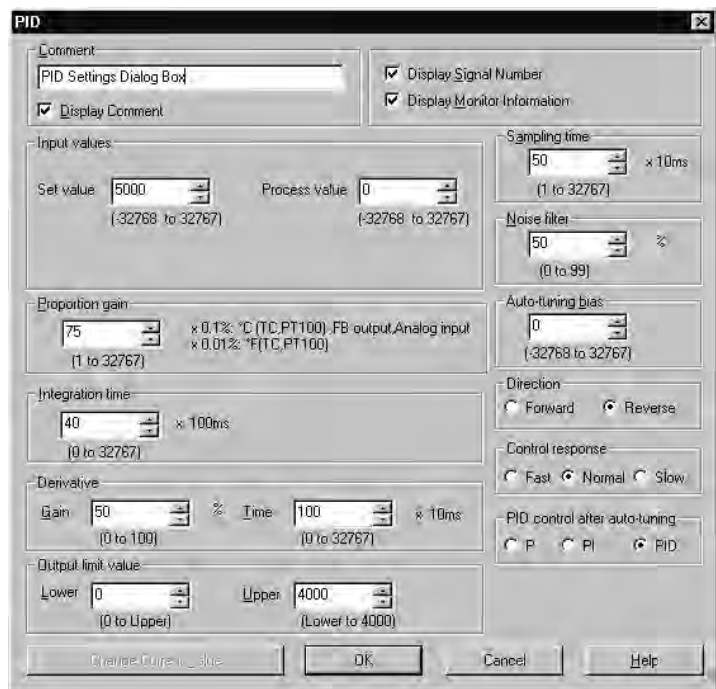 PID
Comment
PID Settings Dialog Box
Display Comment
Display Signal Number
Display Monitor Information
Input values
Set value 5000 Process value 0
(-32768 to 32767) (-32768 to 32767)
Sampling time
50 x 10ms
(1 to 32767)
Noise filter
50 %
(0 to 99)
Proportion gain
75 x 0.1%: °C (TC,PT100) ,FB output,Analog input
x 0.01%: °F(TC,PT100)
(1 to 32767)
Auto-tuning bias
0
(-32768 to 32767)
Integration time
40 x 100ms
(0 to 32767)
Direction
Forward Reverse
Control response
Fast Normal Slow
Derivative
Gain 50 % Time 100 x 10ms
(0 to 100) (0 to 32767)
PID control after auto-tuning
P PI PID
Output limit value
Lower 0 Upper 4000
(0 to Upper) (Lower to 4000)
Change Current OK Cancel Help